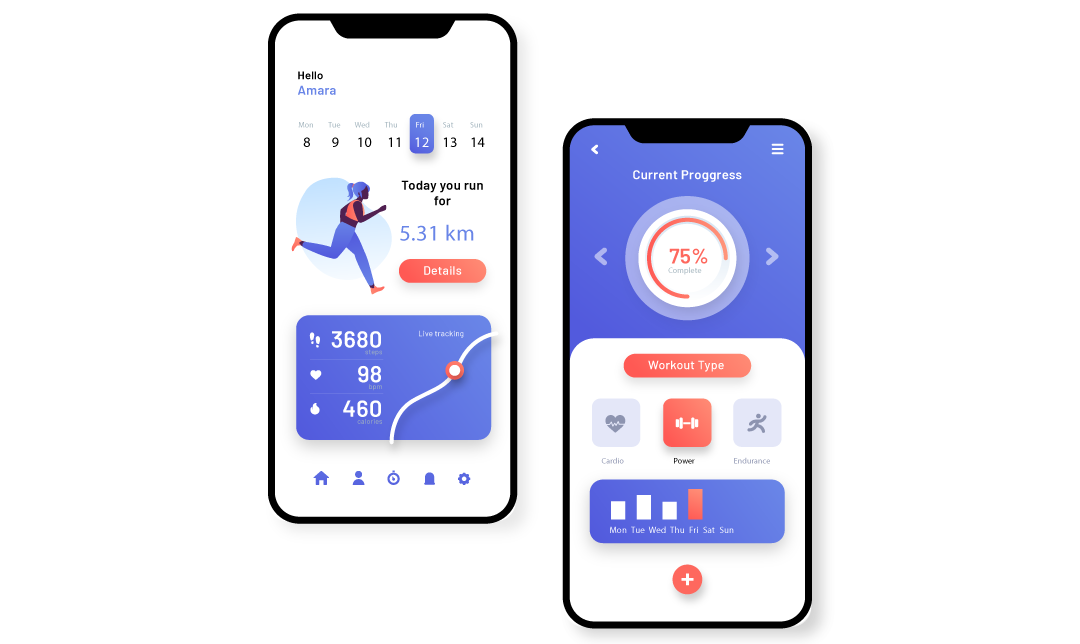 Hello
Amara
Mon Tue Wed Thu Fri Sat Sun
8 9 10 11 12 13 14
Today you run
for
5.31 km
Details
3680
steps
Live tracking
98
bpm
460
calories
Current Proggress
75%
Complete
Workout Type
Cardio Power Endurance
Mon Tue Wed Thu Fri Sat Sun